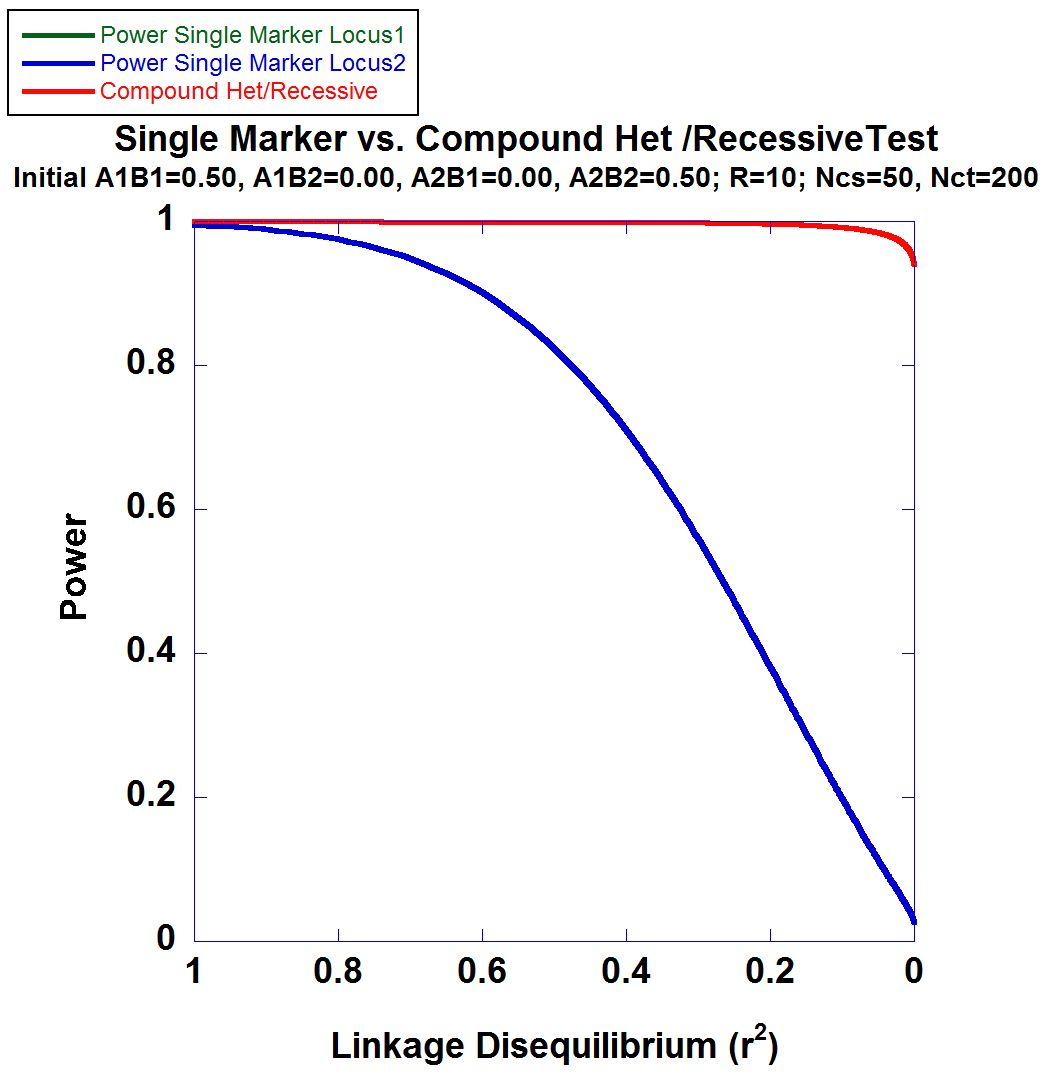 Power Single Marker Locus1
Power Single Marker Locus2
Compound Het/Recessive
Single Marker vs. Compound Het /RecessiveTest
Initial A1B1=0.50, A1B2=0.00, A2B1=0.00, A2B2=0.50; R=10; Ncs=50, Nct=200
1
0.8
0.6
0.4
0.2
0
Power
1 0.8 0.6 0.4 0.2 0
Linkage Disequilibrium (r²)